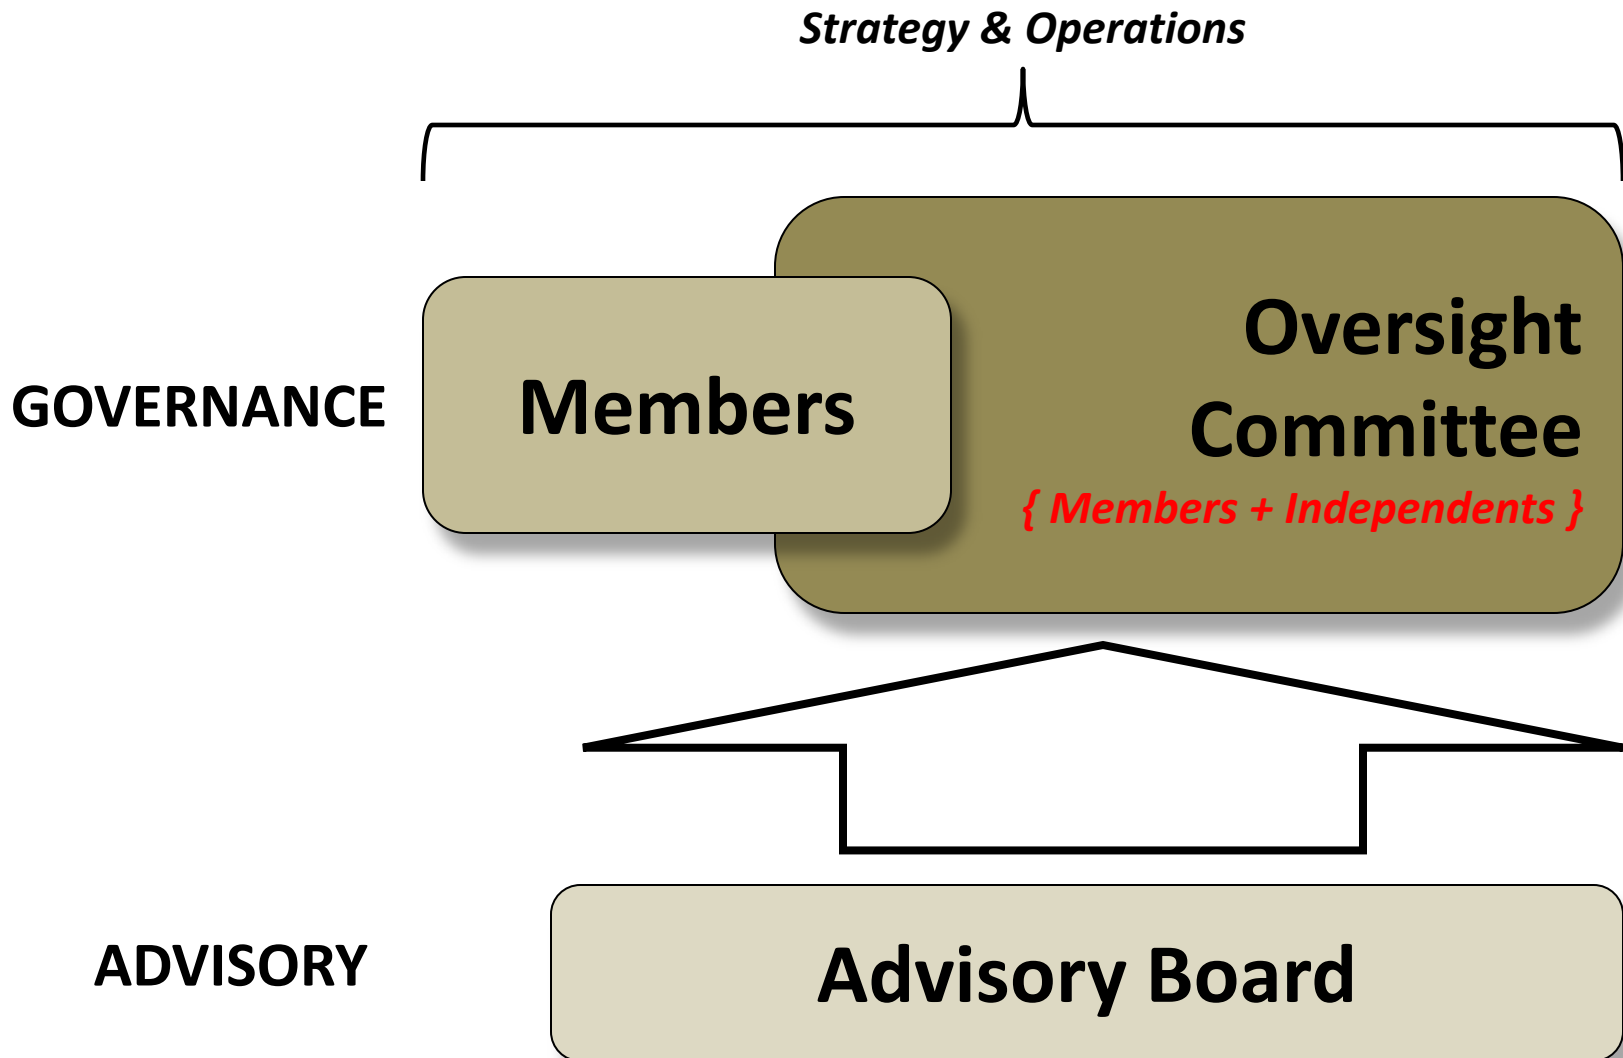 Strategy & Operations
GOVERNANCE
Members
Oversight
Committee
{ Members + Independents }
ADVISORY
Advisory Board